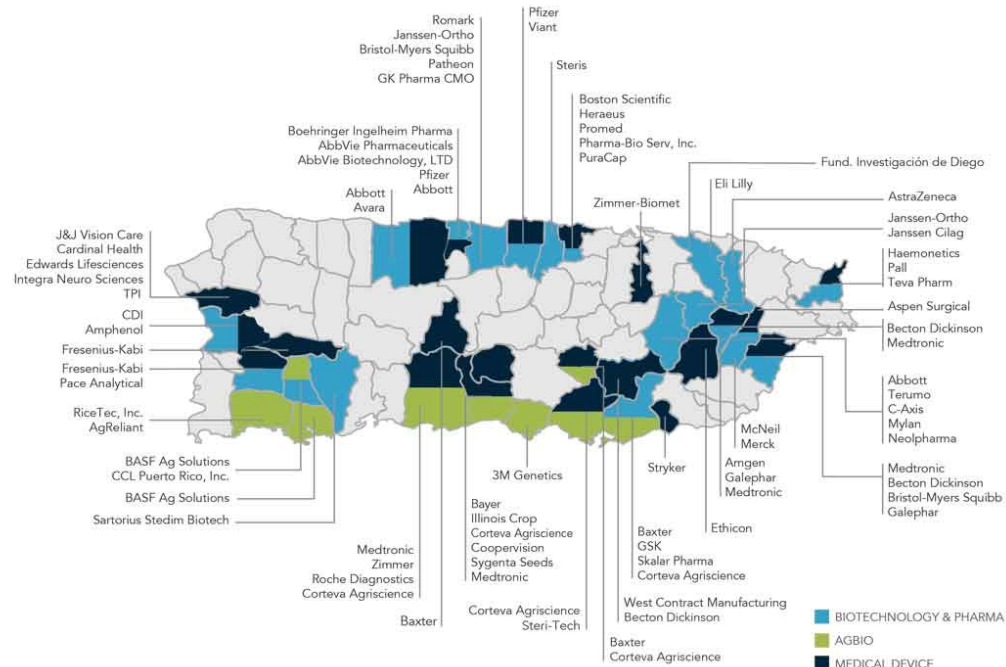 Romark
Janssen-Ortho
Bristol-Myers Squibb
Patheon
GK Pharma CMO
Pfizer
Viant
Steris
Boston Scientific
Heraeus
Promed
Pharma-Bio Serv, Inc.
PuraCap
Boehringer Ingelheim Pharma
AbbVie Pharmaceuticals
AbbVie Biotechnology, LTD
Pfizer
Abbott
Abbott
Avara
Zimmer-Biomet
Fund. Investigación de Diego
Eli Lilly
AstraZeneca
Janssen-Ortho
Janssen Cilag
Haemonetics
Pall
Teva Pharm
Aspen Surgical
Becton Dickinson
Medtronic
Abbott
Terumo
C-Axis
Mylan
Neolpharma
Medtronic
Becton Dickinson
Bristol-Myers Squibb
Galephar
J&J Vision Care
Cardinal Health
Edwards Lifesciences
Integra Neuro Sciences
TPI
CDI
Amphenol
Fresenius-Kabi
Fresenius-Kabi
Pace Analytical
RiceTec, Inc.
AgReliant
BASF Ag Solutions
CCL Puerto Rico, Inc.
BASF Ag Solutions
Sartorius Stedim Biotech
Medtronic
Zimmer
Roche Diagnostics
Corteva Agriscience
Baxter
Bayer
Illinois Crop
Corteva Agriscience
Coopervision
Sygenta Seeds
Medtronic
3M Genetics
Corteva Agriscience
Steri-Tech
Baxter
Corteva Agriscience
West Contract Manufacturing
Becton Dickinson
Baxter
GSK
Skalar Pharma
Corteva Agriscience
Stryker
Ethicon
Amgen
Galephar
Medtronic
McNeil
Merck
BIOTECHNOLOGY & PHARMA
AGBIO
MEDICAL DEVICE